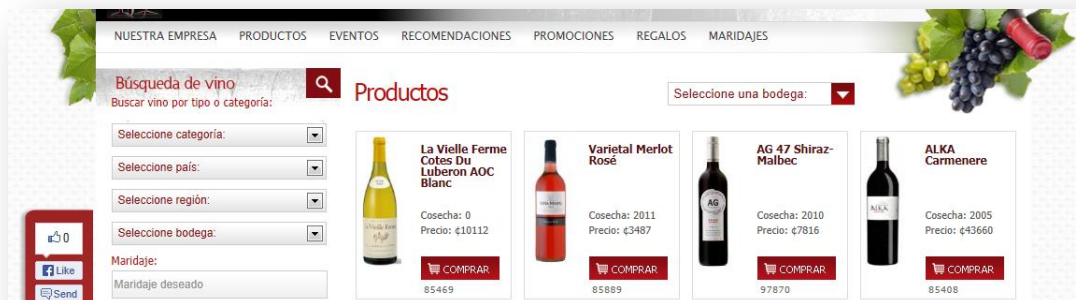 NUESTRA EMPRESA PRODUCTOS EVENTOS RECOMENDACIONES PROMOCIONES REGALOS MARIDAJES
Búsqueda de vino
Buscar vino por tipo o categoría:
Seleccione categoría:
Seleccione país:
Seleccione región:
Seleccione bodega:
Maridaje:
Maridaje deseado
0
Like
Send
Productos
Seleccione una bodega:
La Vielle Ferme
Cotes Du
Luberon AOC
Blanc
Cosecha: 0
Precio: ¢10112
COMPRAR
85469
Varietal Merlot
Rosé
Cosecha: 2011
Precio: ¢3487
COMPRAR
85889
AG 47 Shiraz-
Malbec
Cosecha: 2010
Precio: ¢7816
COMPRAR
97870
AG
ALKA
Carmenere
Cosecha: 2005
Precio: ¢43660
COMPRAR
85408
ALKA